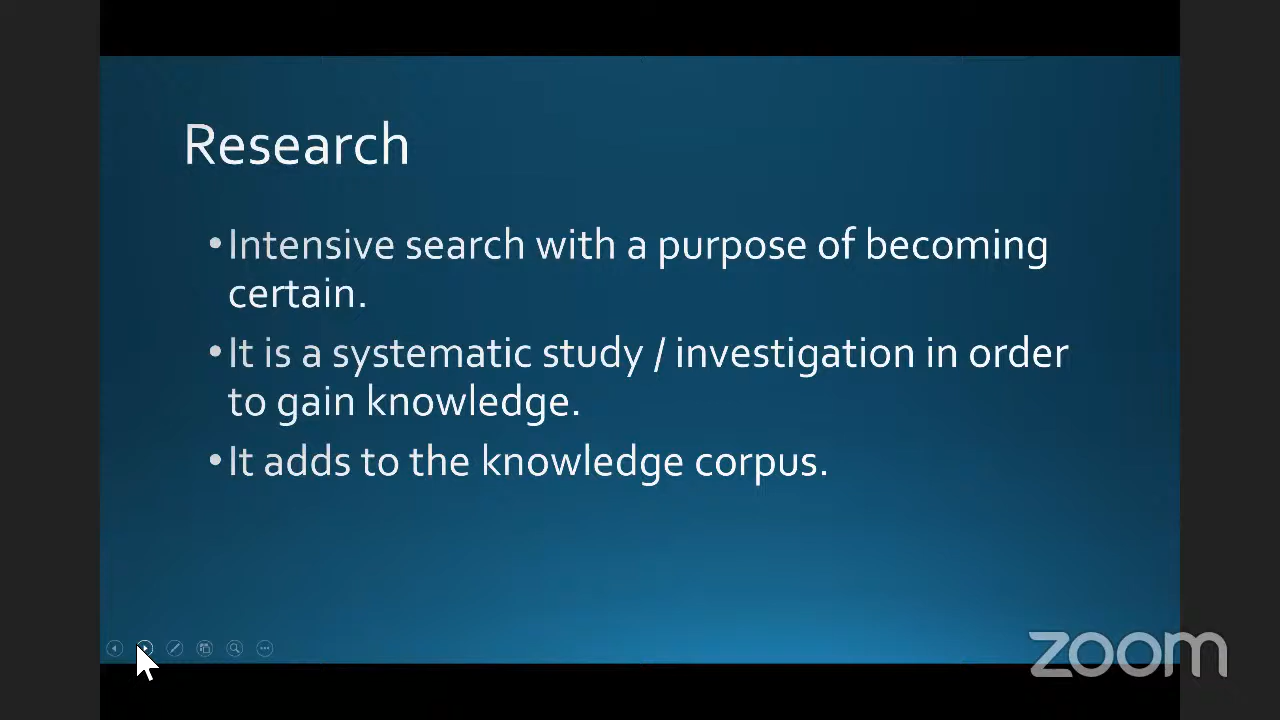 Research
•Intensive search with a purpose of becoming
certain.
•It is a systematic study / investigation in order
to gain knowledge.
•It adds to the knowledge corpus.
zoom